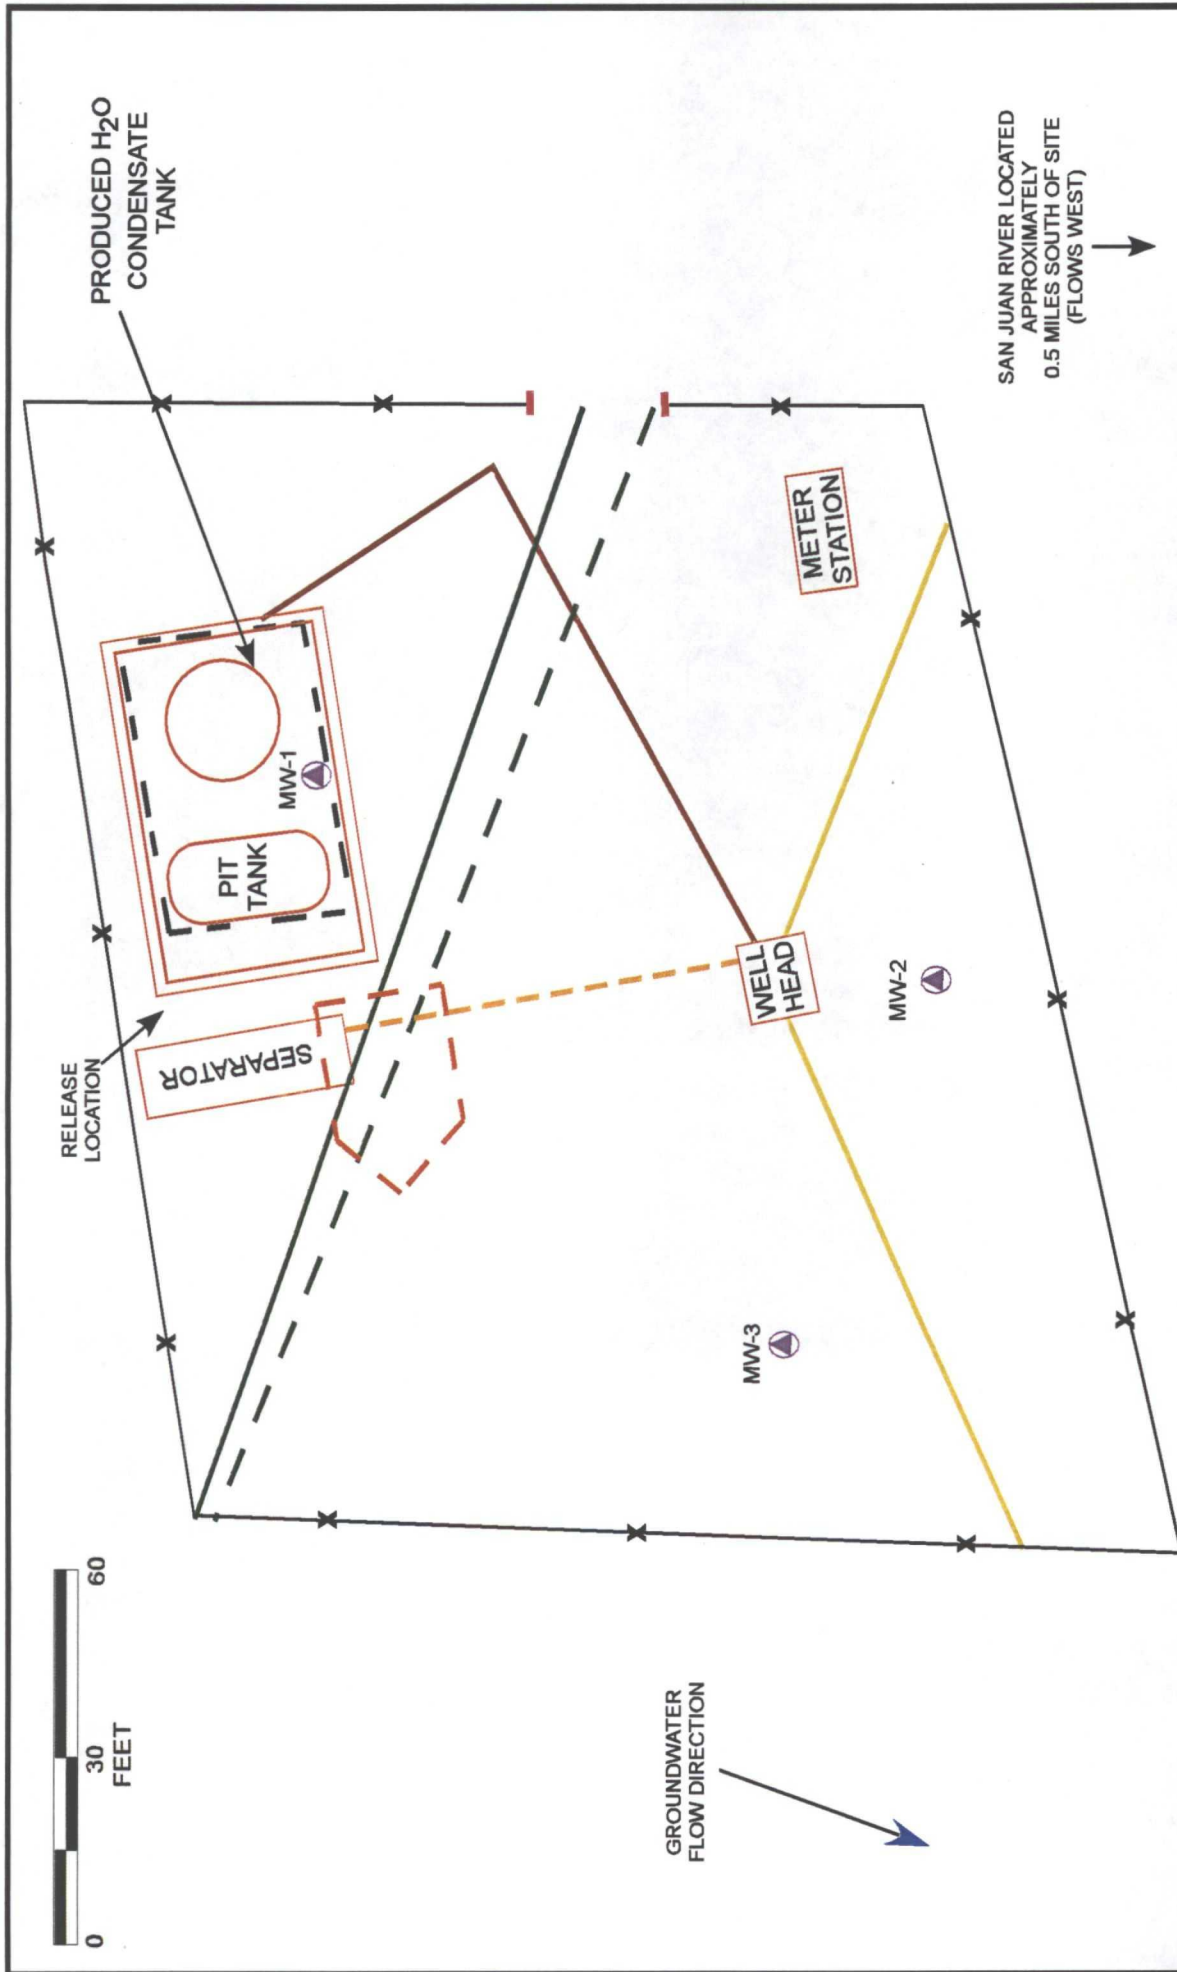 0
30
60
FEET
RELEASE
LOCATION
PRODUCED H₂O
CONDENSATE
TANK
SEPARATOR
PIT
TANK
MW-1
METER
STATION
WELL
HEAD
MW-3
MW-2
GROUNDWATER
FLOW DIRECTION
SAN JUAN RIVER LOCATED
APPROXIMATELY
0.5 MILES SOUTH OF SITE
(FLOWS WEST)